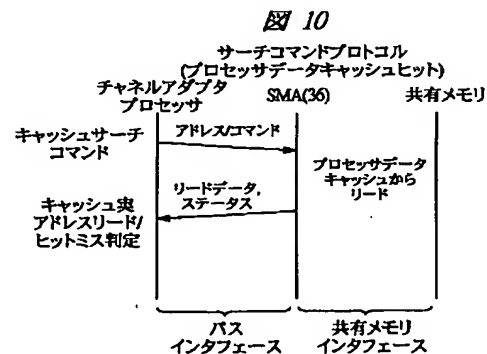 図 10
サーチコマンドプロトコル
(プロセッサデータキャッシュヒット)
チャネルアダプタ
プロセッサ
SMA(36)
共有メモリ
キャッシュサーチ
コマンド
アドレス/コマンド
プロセッサデータ
キャッシュから
リード
リードデータ,
ステータス
キャッシュ実
アドレスリード/
ヒットミス判定
パス
インタフェース
共有メモリ
インタフェース